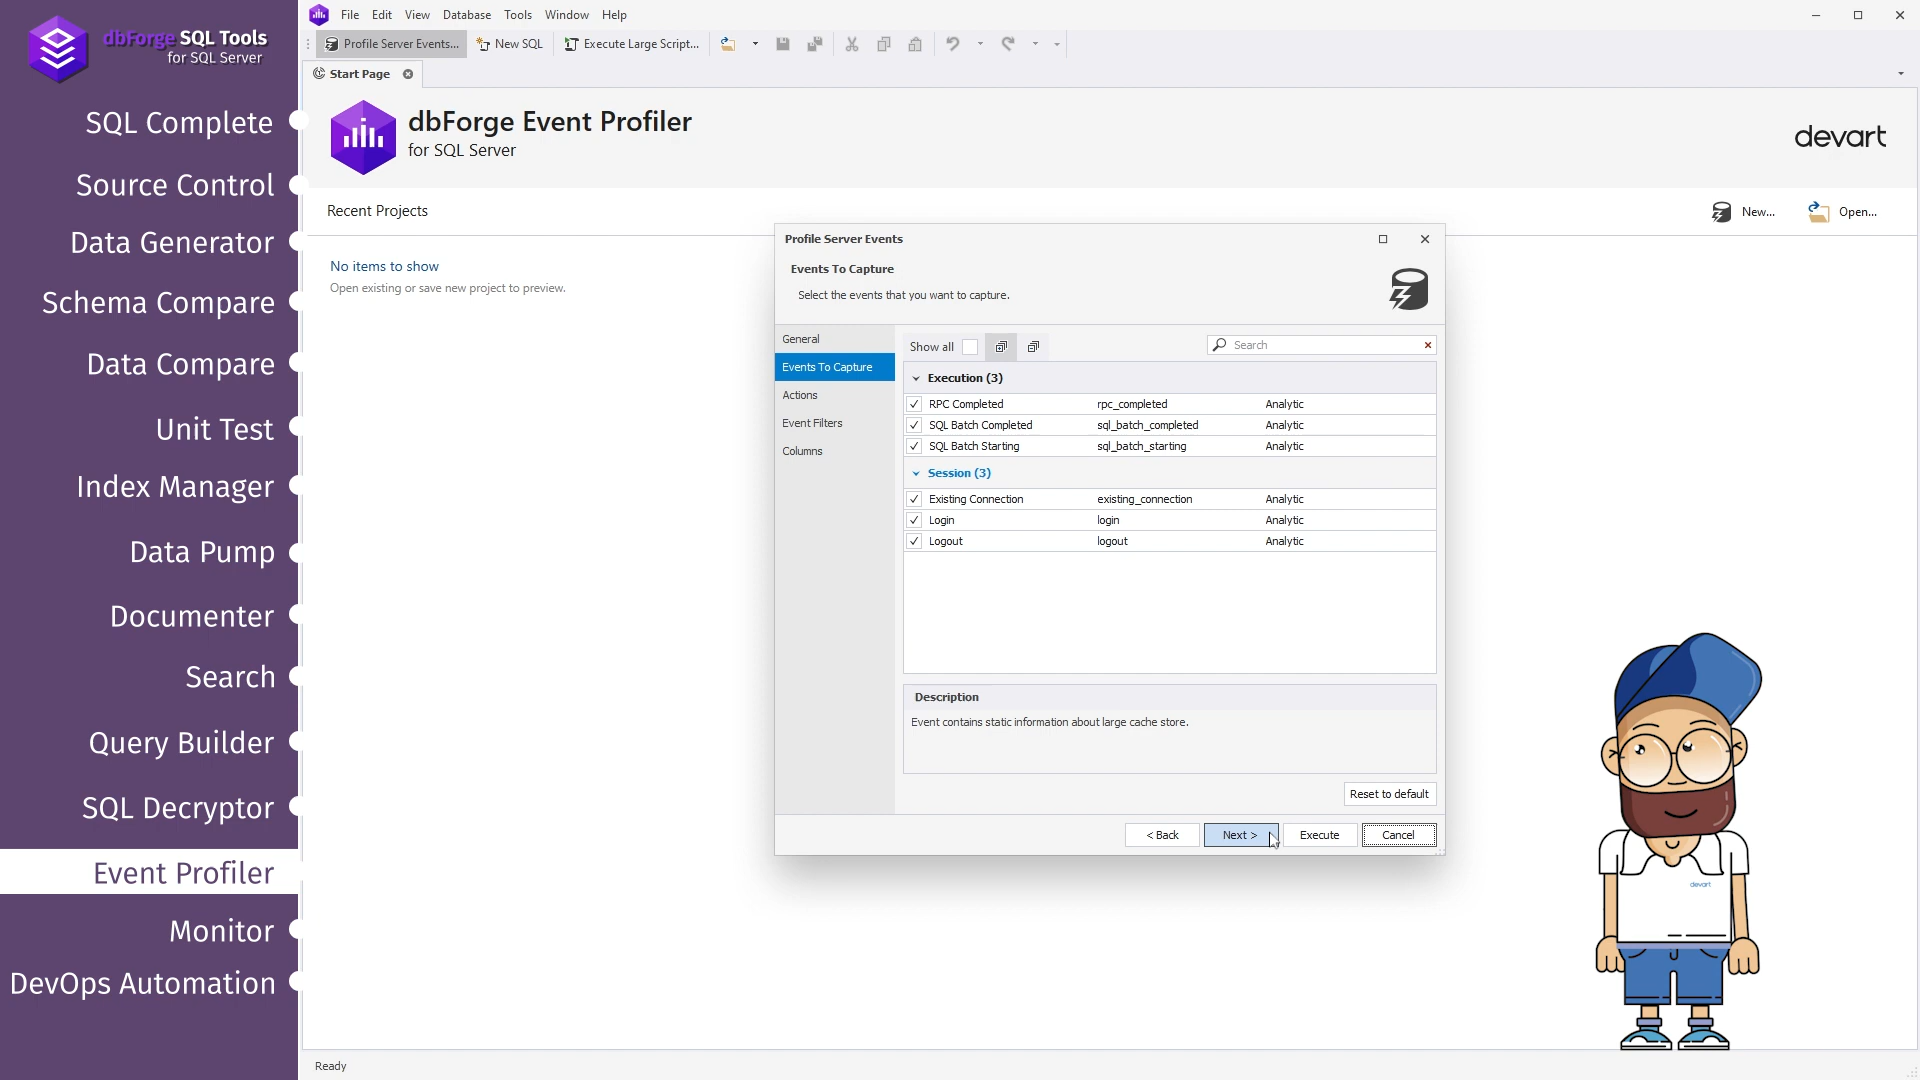 dbForge SQL Tools
for SQL Server
SQL Complete
Source Control
Data Generator
Schema Compare
Data Compare
Unit Test
Index Manager
Data Pump
Documenter
Search
Query Builder
SQL Decryptor
Event Profiler
Monitor
DevOps Automation
File Edit View Database Tools Window Help
Profile Server Events... New SQL Execute Large Script...
Start Page
dbForge Event Profiler
for SQL Server
devart
Recent Projects
New... Open...
No items to show
Open existing or save new project to preview.
Profile Server Events
Events To Capture
Select the events that you want to capture.
General
Events To Capture
Actions
Event Filters
Columns
Show all
Search
Execution (3)
RPC Completed rpc_completed Analytic
SQL Batch Completed sql_batch_completed Analytic
SQL Batch Starting sql_batch_starting Analytic
Session (3)
Existing Connection existing_connection Analytic
Login login Analytic
Logout logout Analytic
Description
Event contains static information about large cache store.
Reset to default
< Back Next > Execute Cancel
devart
Ready